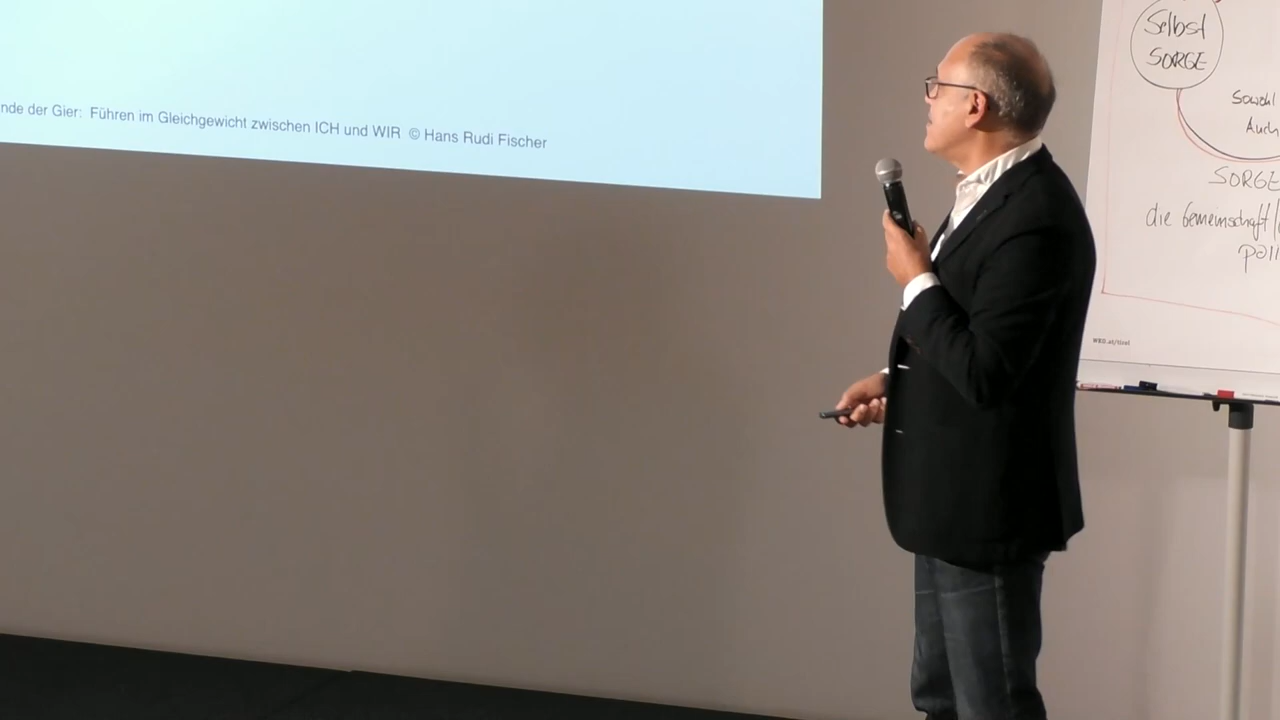 nde der Gier: Führen im Gleichgewicht zwischen ICH und WIR © Hans Rudi Fischer
Selbst
SORGE
Sowohl
Auch
SORGE
die Gemeinschaft
WKO.at/tirol